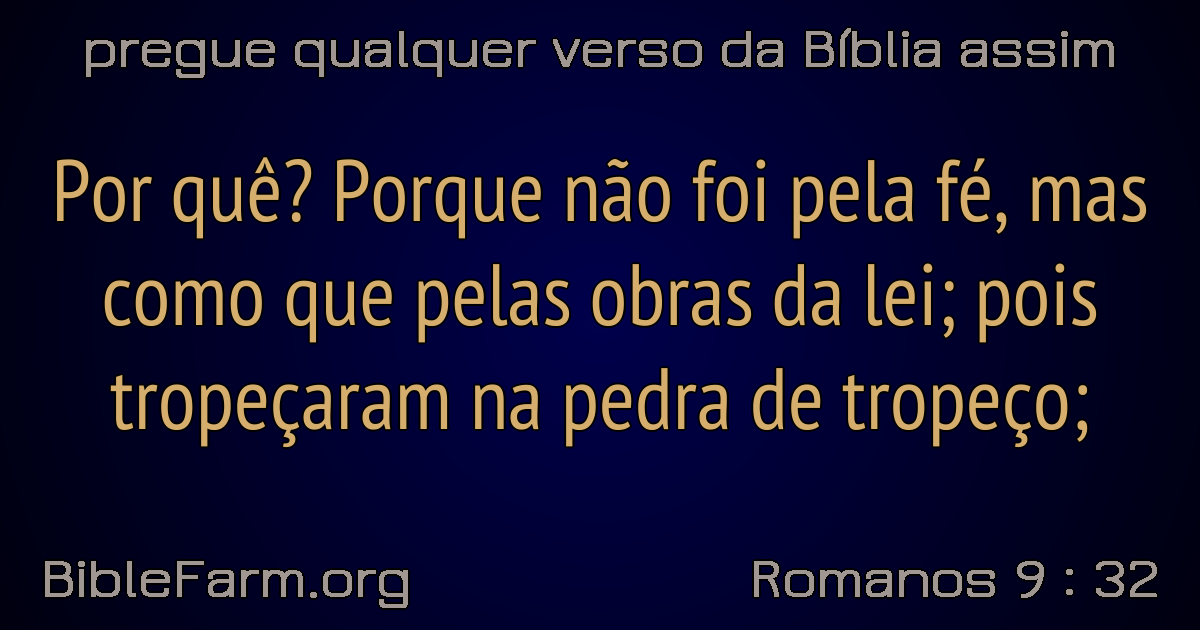 pregue qualquer verso da Bíblia assim
Por quê? Porque não foi pela fé, mas
como que pelas obras da lei; pois
tropeçaram na pedra de tropeço;
BibleFarm.org
Romanos 9 : 32